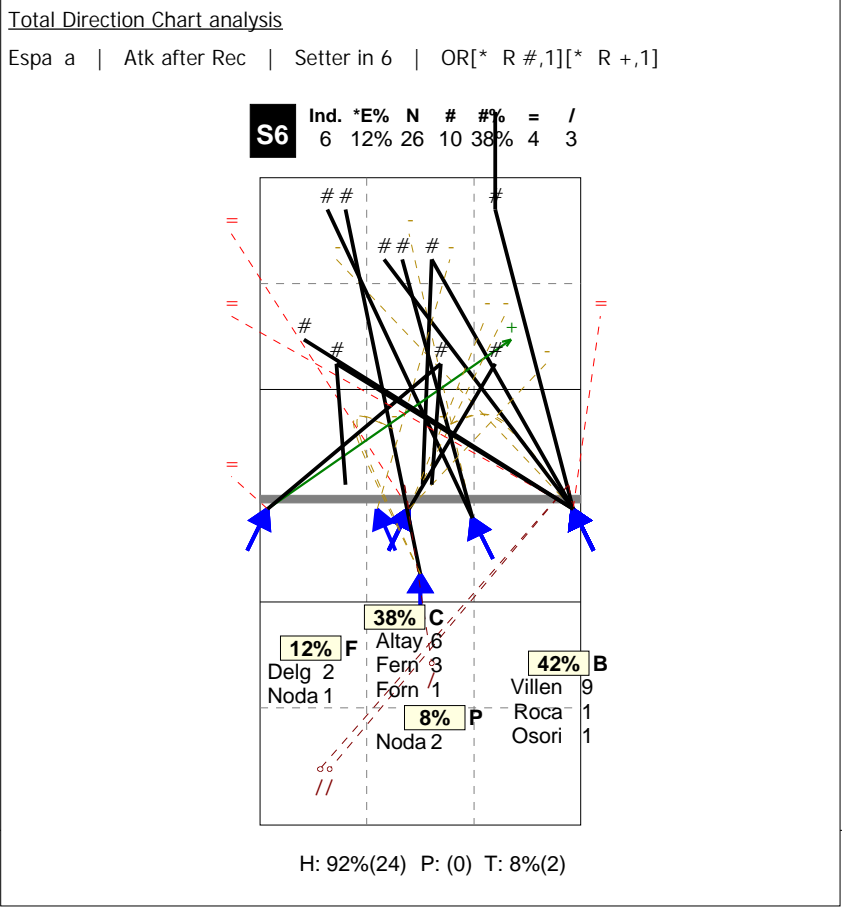 Total Direction Chart analysis
Espa a | Atk after Rec | Setter in 6 | OR[* R #,1][* R +,1]
Ind. *E% N # #% = /
S6 6 12% 26 10 38% 4 3
# # #
= -
# # # - -
= - - =
# +
# # # -
=
38% C
12% F Altay 6
Delg 2 Fern 3 42% B
Noda 1 Forn 1 / Villen 9
8% P Roca 1
Noda 2 Osori 1
//
H: 92%(24) P: (0) T: 8%(2)